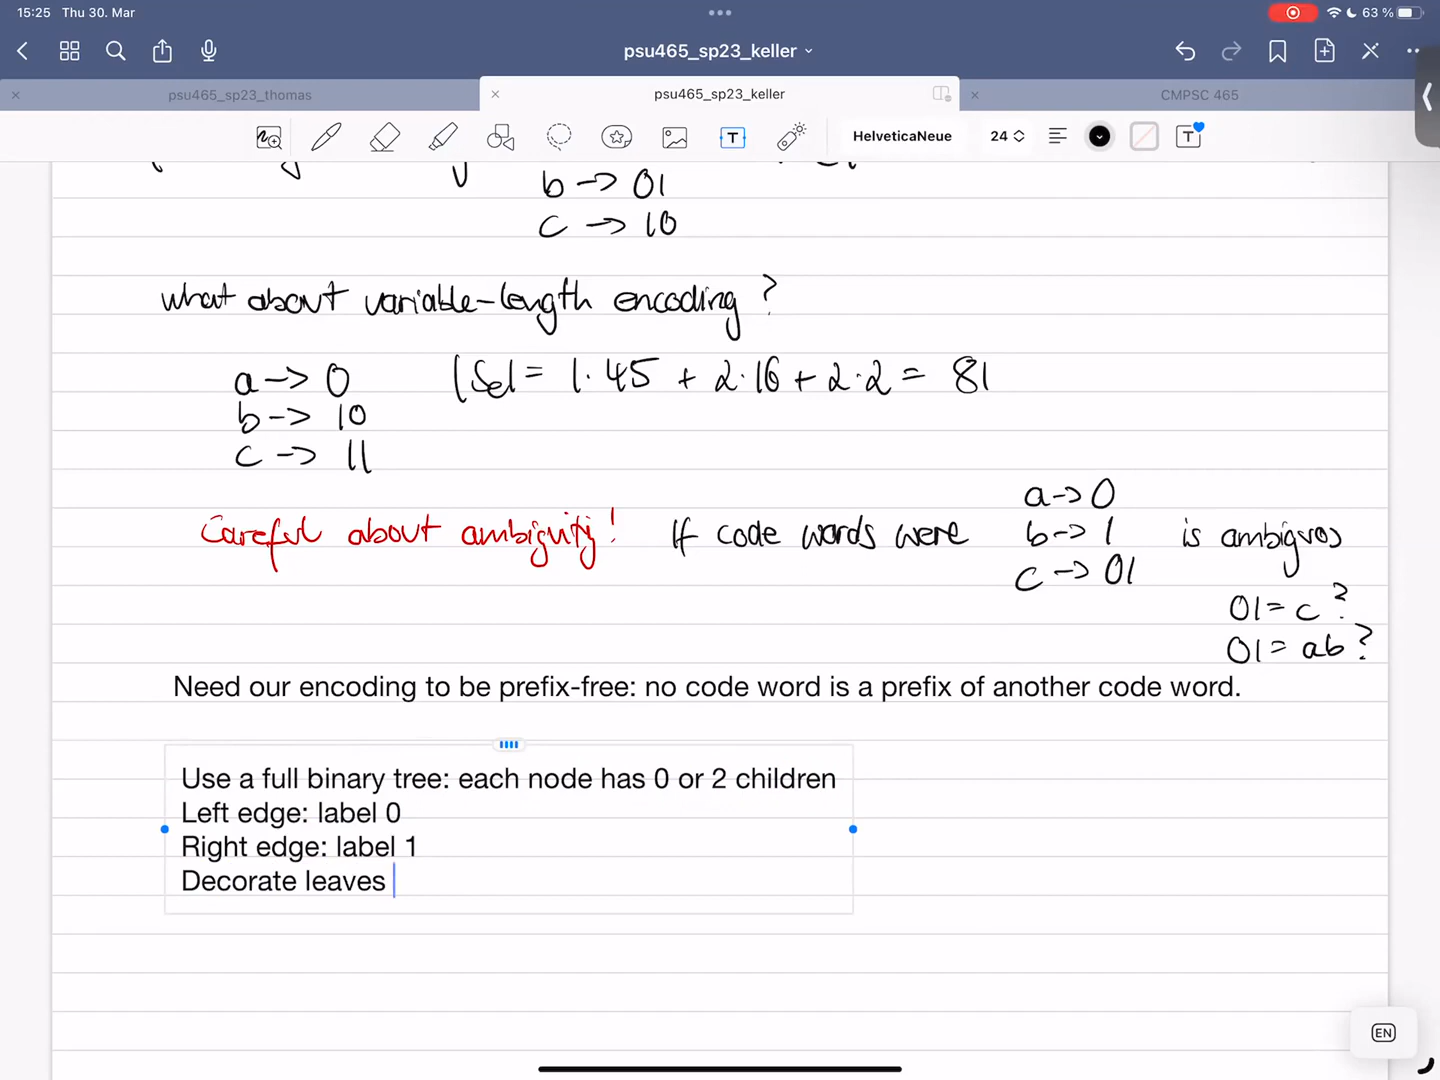 15:25 Thu 30. Mar
63 %
psu465_sp23_keller
psu465_sp23_thomas
psu465_sp23_keller
CMPSC 465
T
HelveticaNeue
24
T
b -> 01
c -> 10
what about variable-length encoding?
a -> 0 |Se| = 1·45 + 2·16 + 2·2 = 81
b -> 10
c -> 11
a -> 0
Careful about ambiguity! If code words were b -> 1 is ambiguos
c -> 01
01 = c?
01 = ab?
Need our encoding to be prefix-free: no code word is a prefix of another code word.
Use a full binary tree: each node has 0 or 2 children
Left edge: label 0
Right edge: label 1
Decorate leaves
EN